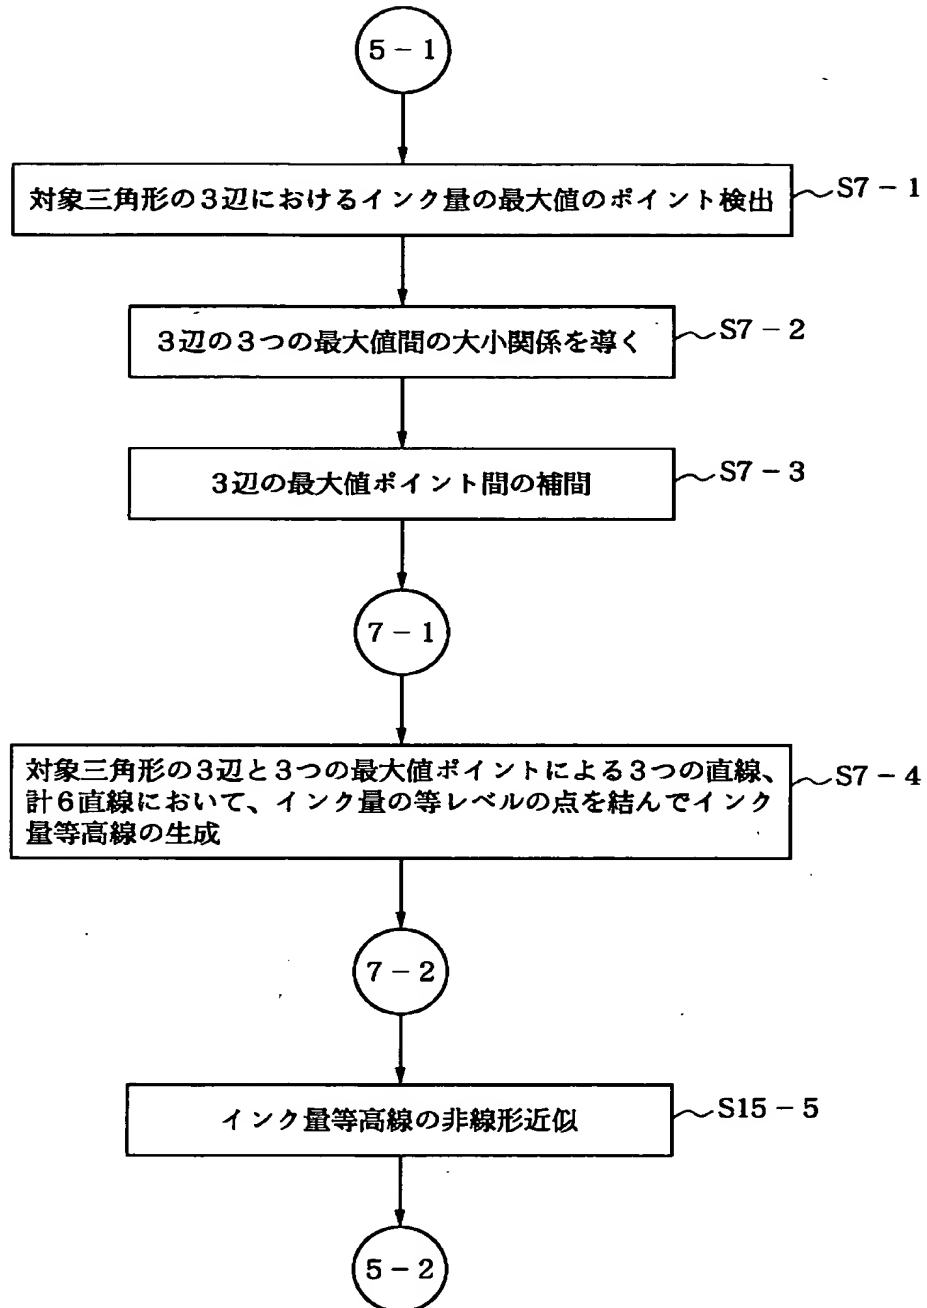 5-1
対象三角形の3辺におけるインク量の最大値のポイント検出
S7-1
3辺の3つの最大値間の大小関係を導く
S7-2
3辺の最大値ポイント間の補間
S7-3
7-1
対象三角形の3辺と3つの最大値ポイントによる3つの直線、
計6直線において、インク量の等レベルの点を結んでインク
量等高線の生成
S7-4
7-2
インク量等高線の非線形近似
S15-5
5-2